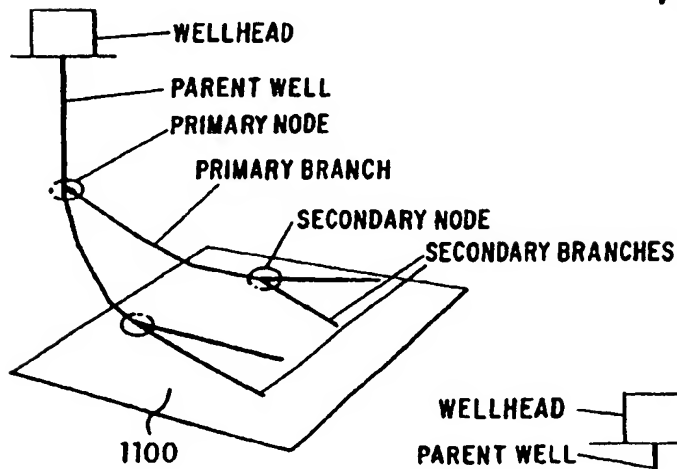 WELLHEAD
PARENT WELL
PRIMARY NODE
PRIMARY BRANCH
SECONDARY NODE
SECONDARY BRANCHES
1100
WELLHEAD
PARENT WELL